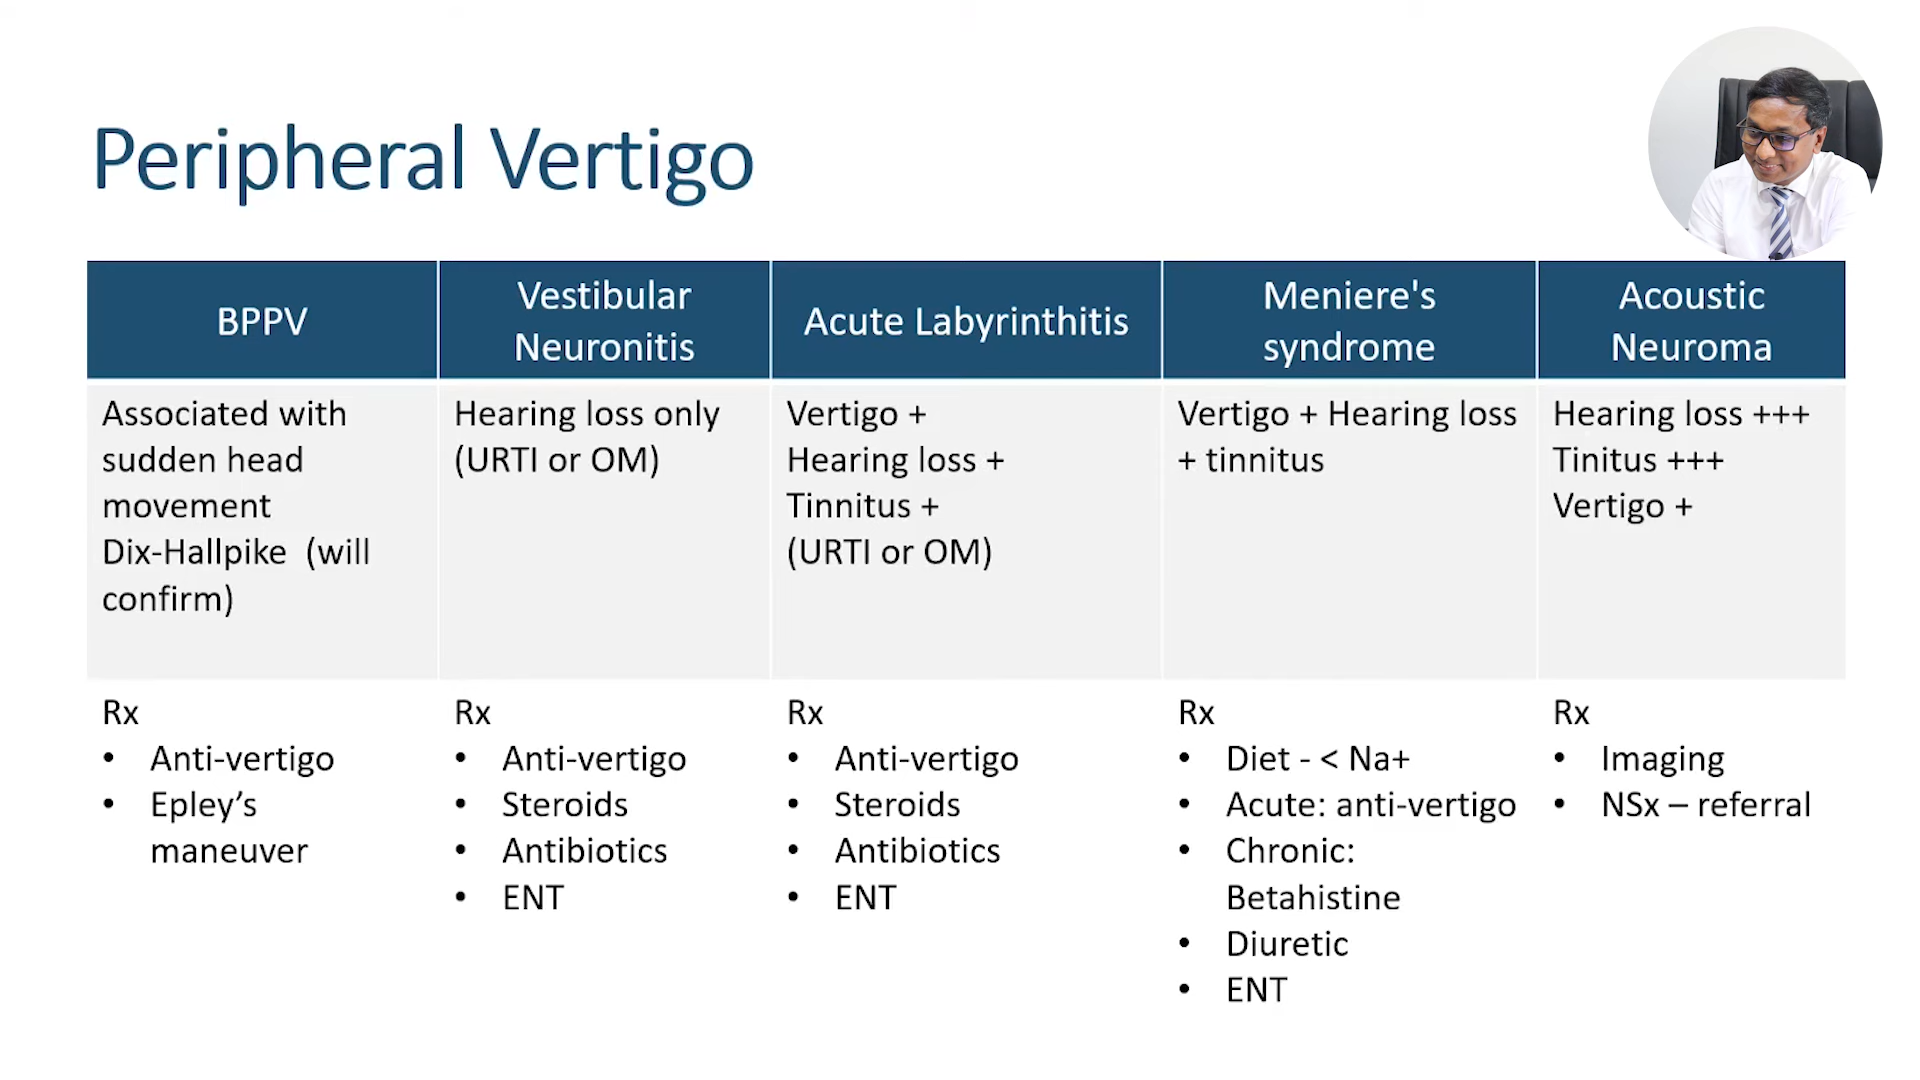 Peripheral Vertigo
BPPV
Vestibular
Neuronitis
Acute Labyrinthitis
Meniere's
syndrome
Acoustic
Neuroma
Associated with
sudden head
movement
Dix-Hallpike  (will
confirm)
Hearing loss only
(URTI or OM)
Vertigo +
Hearing loss +
Tinnitus +
(URTI or OM)
Vertigo + Hearing loss
+ tinnitus
Hearing loss +++
Tinitus +++
Vertigo +
Rx
• Anti-vertigo
• Epley’s
maneuver
Rx
• Anti-vertigo
• Steroids
• Antibiotics
• ENT
Rx
• Anti-vertigo
• Steroids
• Antibiotics
• ENT
Rx
• Diet - < Na+
• Acute: anti-vertigo
• Chronic:
Betahistine
• Diuretic
• ENT
Rx
• Imaging
• NSx – referral